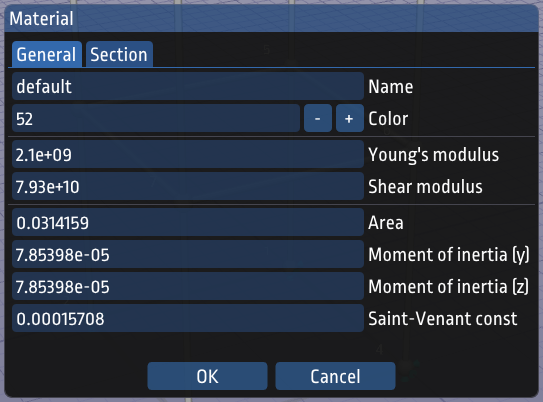 Material
General Section
default Name
52 - + Color
2.1e+09 Young's modulus
7.93e+10 Shear modulus
0.0314159 Area
7.85398e-05 Moment of inertia (y)
7.85398e-05 Moment of inertia (z)
0.00015708 Saint-Venant const
OK Cancel